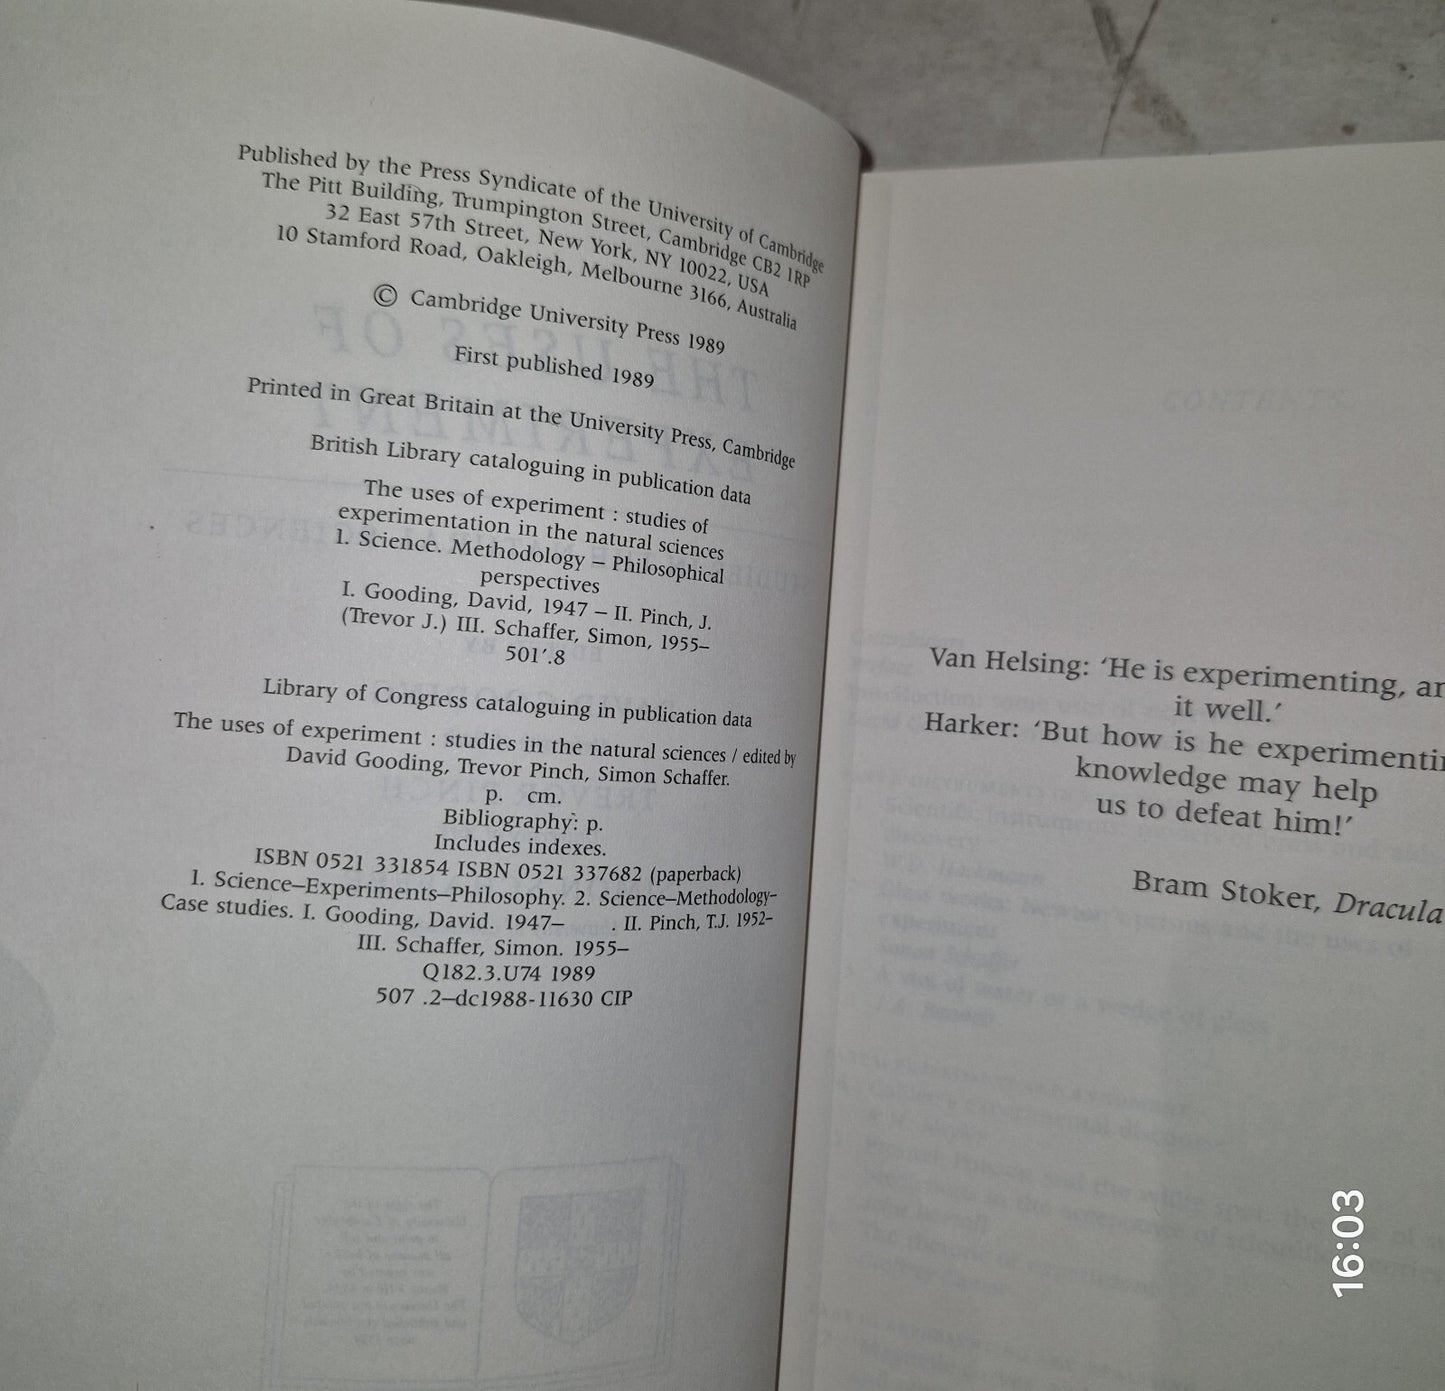 Published by the Press Syndicate of the University of Cambridge
The Pitt Building, Trumpington Street, Cambridge CB2 1RP
32 East 57th Street, New York, NY 10022, USA
10 Stamford Road, Oakleigh, Melbourne 3166, Australia
© Cambridge University Press 1989
First published 1989
Printed in Great Britain at the University Press, Cambridge
British Library cataloguing in publication data
The uses of experiment : studies of
experimentation in the natural sciences
1. Science. Methodology – Philosophical
perspectives
I. Gooding, David, 1947 – II. Pinch, J.
(Trevor J.) III. Schaffer, Simon, 1955–
501′.8
Library of Congress cataloguing in publication data
The uses of experiment : studies in the natural sciences / edited by
David Gooding, Trevor Pinch, Simon Schaffer.
p. cm.
Bibliography: p.
Includes indexes.
ISBN 0521 331854 ISBN 0521 337682 (paperback)
1. Science–Experiments–Philosophy. 2. Science–Methodology–
Case studies. I. Gooding, David. 1947– . II. Pinch, T.J. 1952–
III. Schaffer, Simon. 1955–
Q182.3.U74 1989
507 .2–dc1988-11630 CIP
Van Helsing: ‘He is experimenting,
it well.’
Harker: ‘But how is he
knowledge may help
us to defeat him!’
Bram Stoker, Dracula
16:03